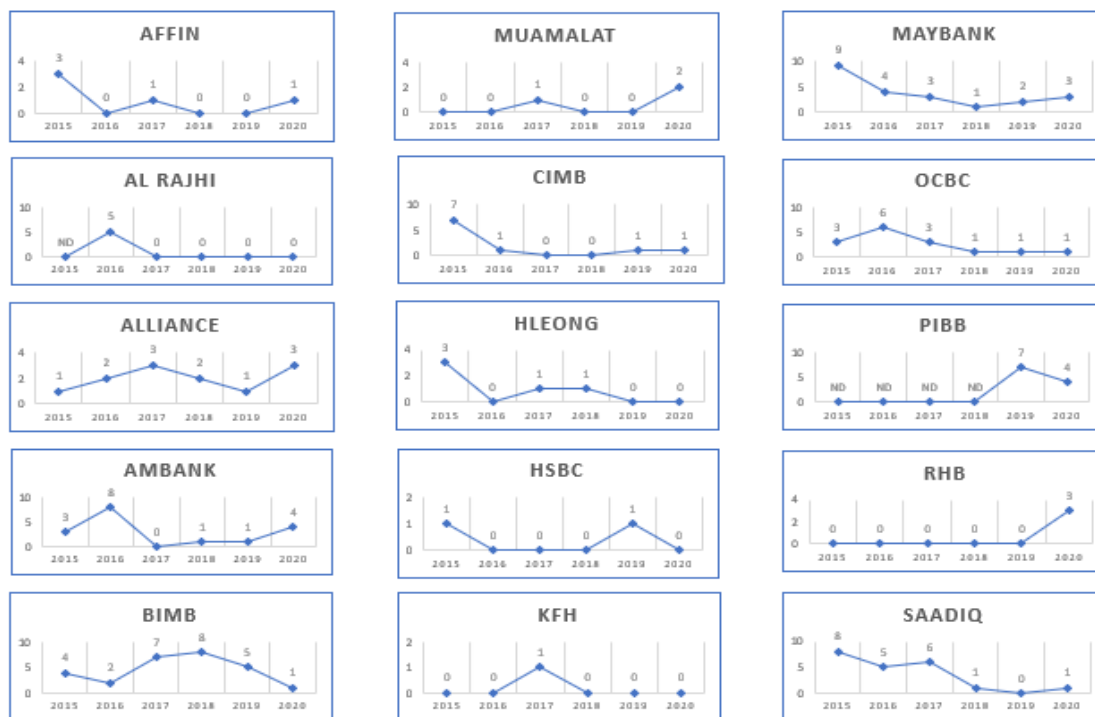 AFFIN
4
2
0
3 0 1 0 0 1
2015 2016 2017 2018 2019 2020
MUAMALAT
4
2
0
0 0 1 0 0 2
2015 2016 2017 2018 2019 2020
MAYBANK
10
5
0
9 4 3 1 2 3
2015 2016 2017 2018 2019 2020
AL RAJHI
10
5
0
ND 5 0 0 0 0
2015 2016 2017 2018 2019 2020
CIMB
10
5
0
7 1 0 0 1 1
2015 2016 2017 2018 2019 2020
OCBC
10
5
0
3 6 3 1 1 1
2015 2016 2017 2018 2019 2020
ALLIANCE
4
2
0
1 2 3 2 1 3
2015 2016 2017 2018 2019 2020
HLEONG
4
2
0
3 0 1 1 0 0
2015 2016 2017 2018 2019 2020
PIBB
10
5
0
ND ND ND ND 7 4
2015 2016 2017 2018 2019 2020
AMBANK
10
5
0
3 8 0 1 1 4
2015 2016 2017 2018 2019 2020
HSBC
2
1
0
1 0 0 0 1 0
2015 2016 2017 2018 2019 2020
RHB
4
2
0
0 0 0 0 0 3
2015 2016 2017 2018 2019 2020
BIMB
10
5
0
4 2 7 8 5 1
2015 2016 2017 2018 2019 2020
KFH
2
1
0
0 0 1 0 0 0
2015 2016 2017 2018 2019 2020
SAADIQ
10
5
0
8 5 6 1 0 1
2015 2016 2017 2018 2019 2020